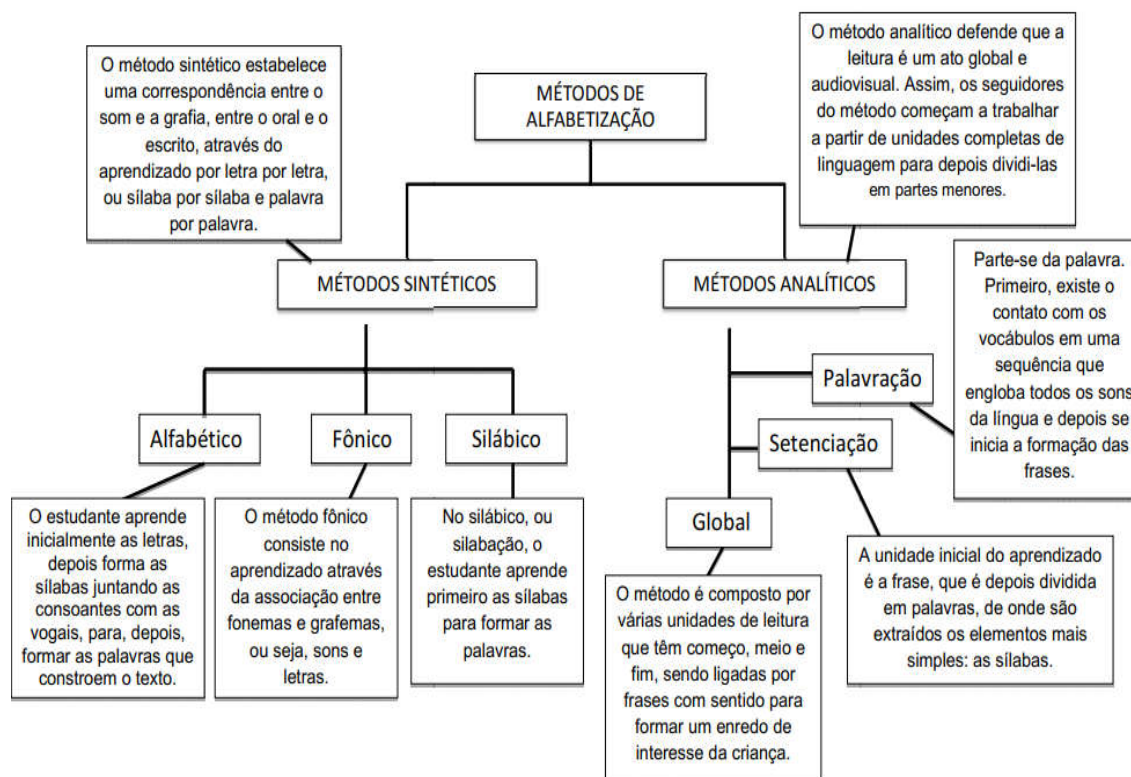 MÉTODOS DE
ALFABETIZAÇÃO
O método sintético estabelece
uma correspondência entre o
som e a grafia, entre o oral e o
escrito, através do
aprendizado por letra por letra,
ou sílaba por sílaba e palavra
por palavra.
O método analítico defende que a
leitura é um ato global e
audiovisual. Assim, os seguidores
do método começam a trabalhar
a partir de unidades completas de
linguagem para depois dividi-las
em partes menores.
MÉTODOS SINTÉTICOS
MÉTODOS ANALÍTICOS
Alfabético
O estudante aprende
inicialmente as letras,
depois forma as
sílabas juntando as
consoantes com as
vogais, para, depois,
formar as palavras que
constroem o texto.
Fônico
O método fônico
consiste no
aprendizado através
da associação entre
fonemas e grafemas,
ou seja, sons e
letras.
Silábico
No silábico, ou
silabação, o
estudante aprende
primeiro as sílabas
para formar as
palavras.
Palavração
Parte-se da palavra.
Primeiro, existe o
contato com os
vocábulos em uma
sequência que
engloba todos os sons
da língua e depois se
inicia a formação das
frases.
Setenciação
A unidade inicial do aprendizado
é a frase, que é depois dividida
em palavras, de onde são
extraídos os elementos mais
simples: as sílabas.
Global
O método é composto por
várias unidades de leitura
que têm começo, meio e
fim, sendo ligadas por
frases com sentido para
formar um enredo de
interesse da criança.